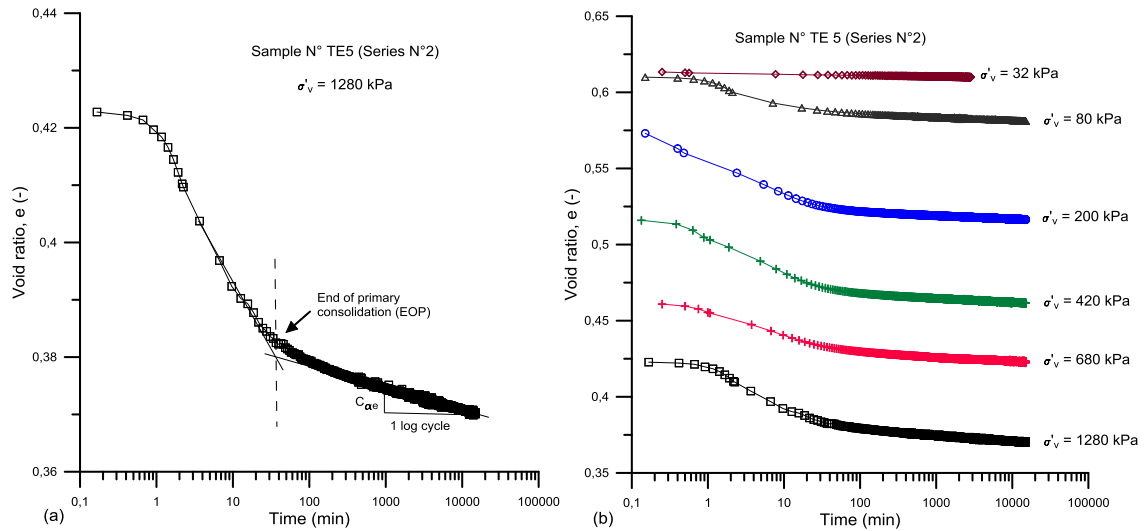 0,44
0,42
0,4
0,38
0,36
Void ratio, e (-)
Sample N° TE5 (Series N°2)
σ'v = 1280 kPa
End of primary
consolidation (EOP)
Cαe
1 log cycle
0,1
1
10
100
1000
10000
100000
Time (min)
(a)
0,65
0,6
0,55
0,5
0,45
0,4
0,35
Void ratio, e (-)
Sample N° TE 5 (Series N°2)
σ'v = 32 kPa
σ'v = 80 kPa
σ'v = 200 kPa
σ'v = 420 kPa
σ'v = 680 kPa
σ'v = 1280 kPa
0,1
1
10
100
1000
10000
100000
Time (min)
(b)